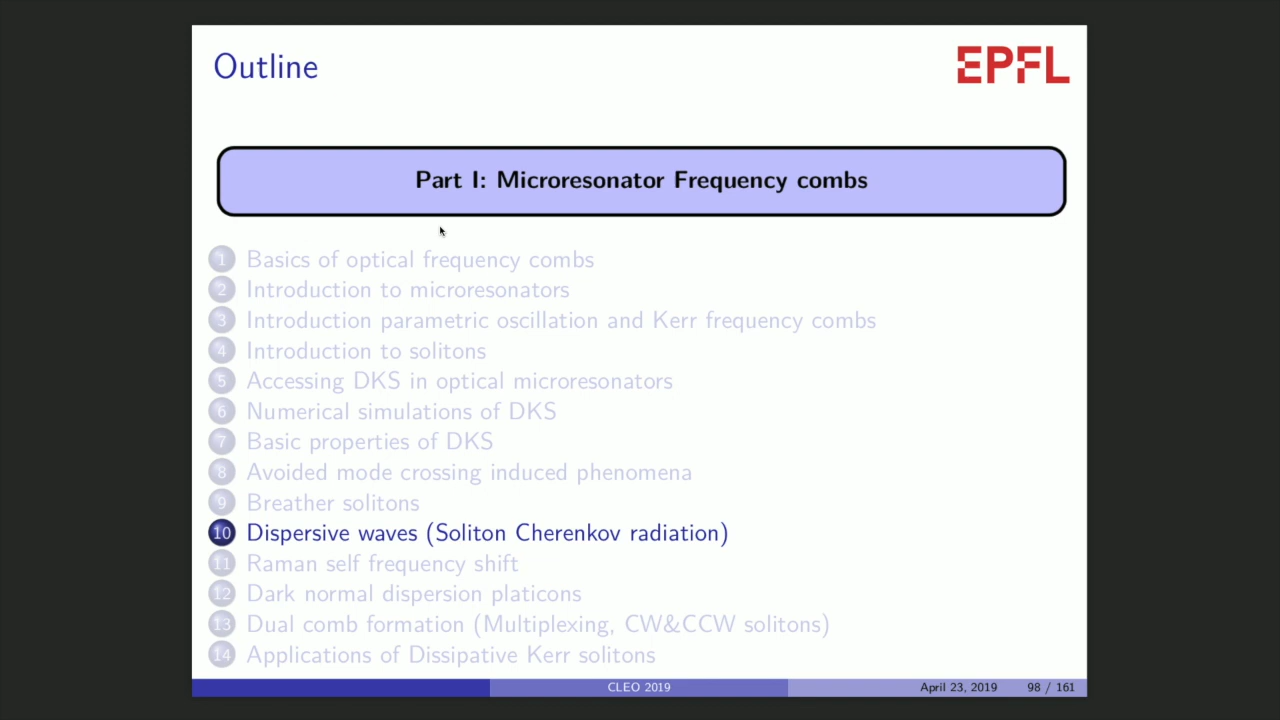 Outline
EPFL
Part I: Microresonator Frequency combs
1 Basics of optical frequency combs
2 Introduction to microresonators
3 Introduction parametric oscillation and Kerr frequency combs
4 Introduction to solitons
5 Accessing DKS in optical microresonators
6 Numerical simulations of DKS
7 Basic properties of DKS
8 Avoided mode crossing induced phenomena
9 Breather solitons
10 Dispersive waves (Soliton Cherenkov radiation)
11 Raman self frequency shift
12 Dark normal dispersion platicons
13 Dual comb formation (Multiplexing, CW&CCW solitons)
14 Applications of Dissipative Kerr solitons
CLEO 2019 April 23, 2019 98 / 161